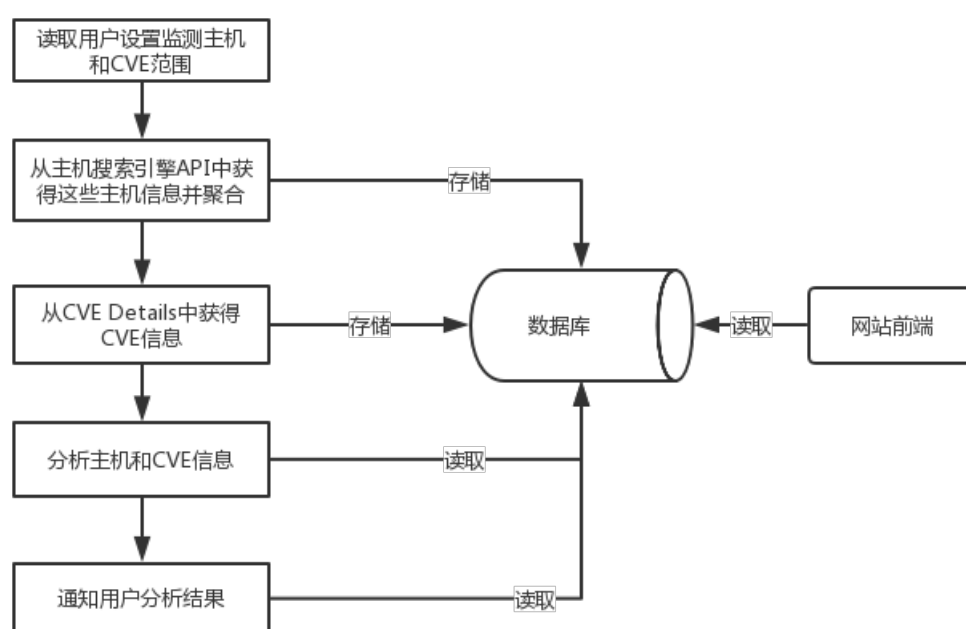 读取用户设置监测主机
和CVE范围
从主机搜索引擎API中获
得这些主机信息并聚合
存储
从CVE Details中获得
CVE信息
存储
数据库
读取
网站前端
分析主机和CVE信息
读取
通知用户分析结果
读取